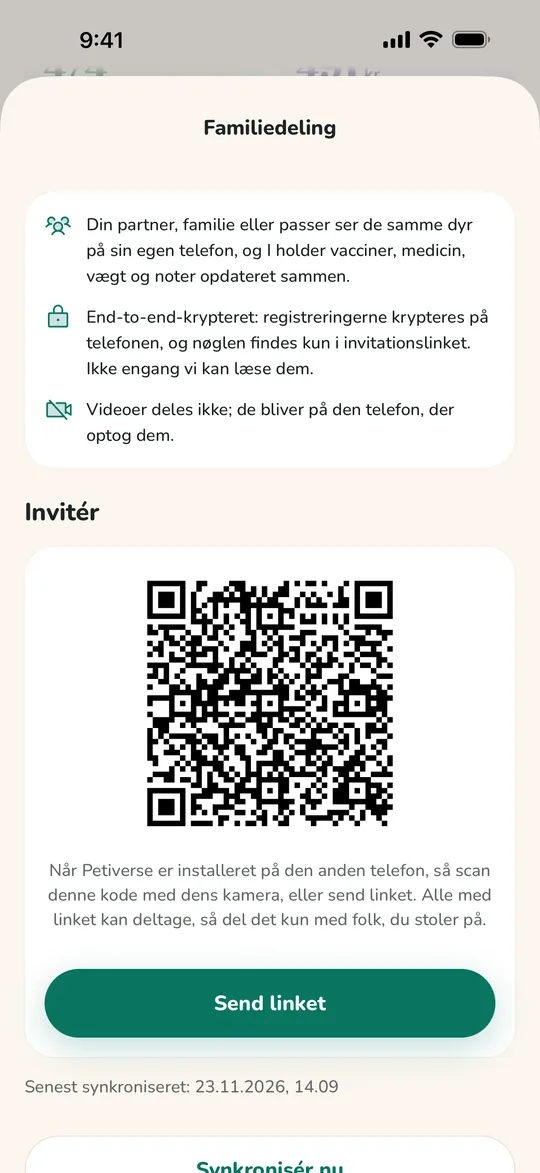 9:41
Familiedeling
Din partner, familie eller passer ser de samme dyr
på sin egen telefon, og I holder vacciner, medicin,
vægt og noter opdateret sammen.
End-to-end-krypteret: registreringerne krypteres på
telefonen, og nøglen findes kun i invitationslinket.
Ikke engang vi kan læse dem.
Videoer deles ikke; de bliver på den telefon, der
optog dem.
Invitér
Når Petiverse er installeret på den anden telefon, så scan
denne kode med dens kamera, eller send linket. Alle med
linket kan deltage, så del det kun med folk, du stoler på.
Send linket
Senest synkroniseret: 23.11.2026, 14.09
Synkronisér nu